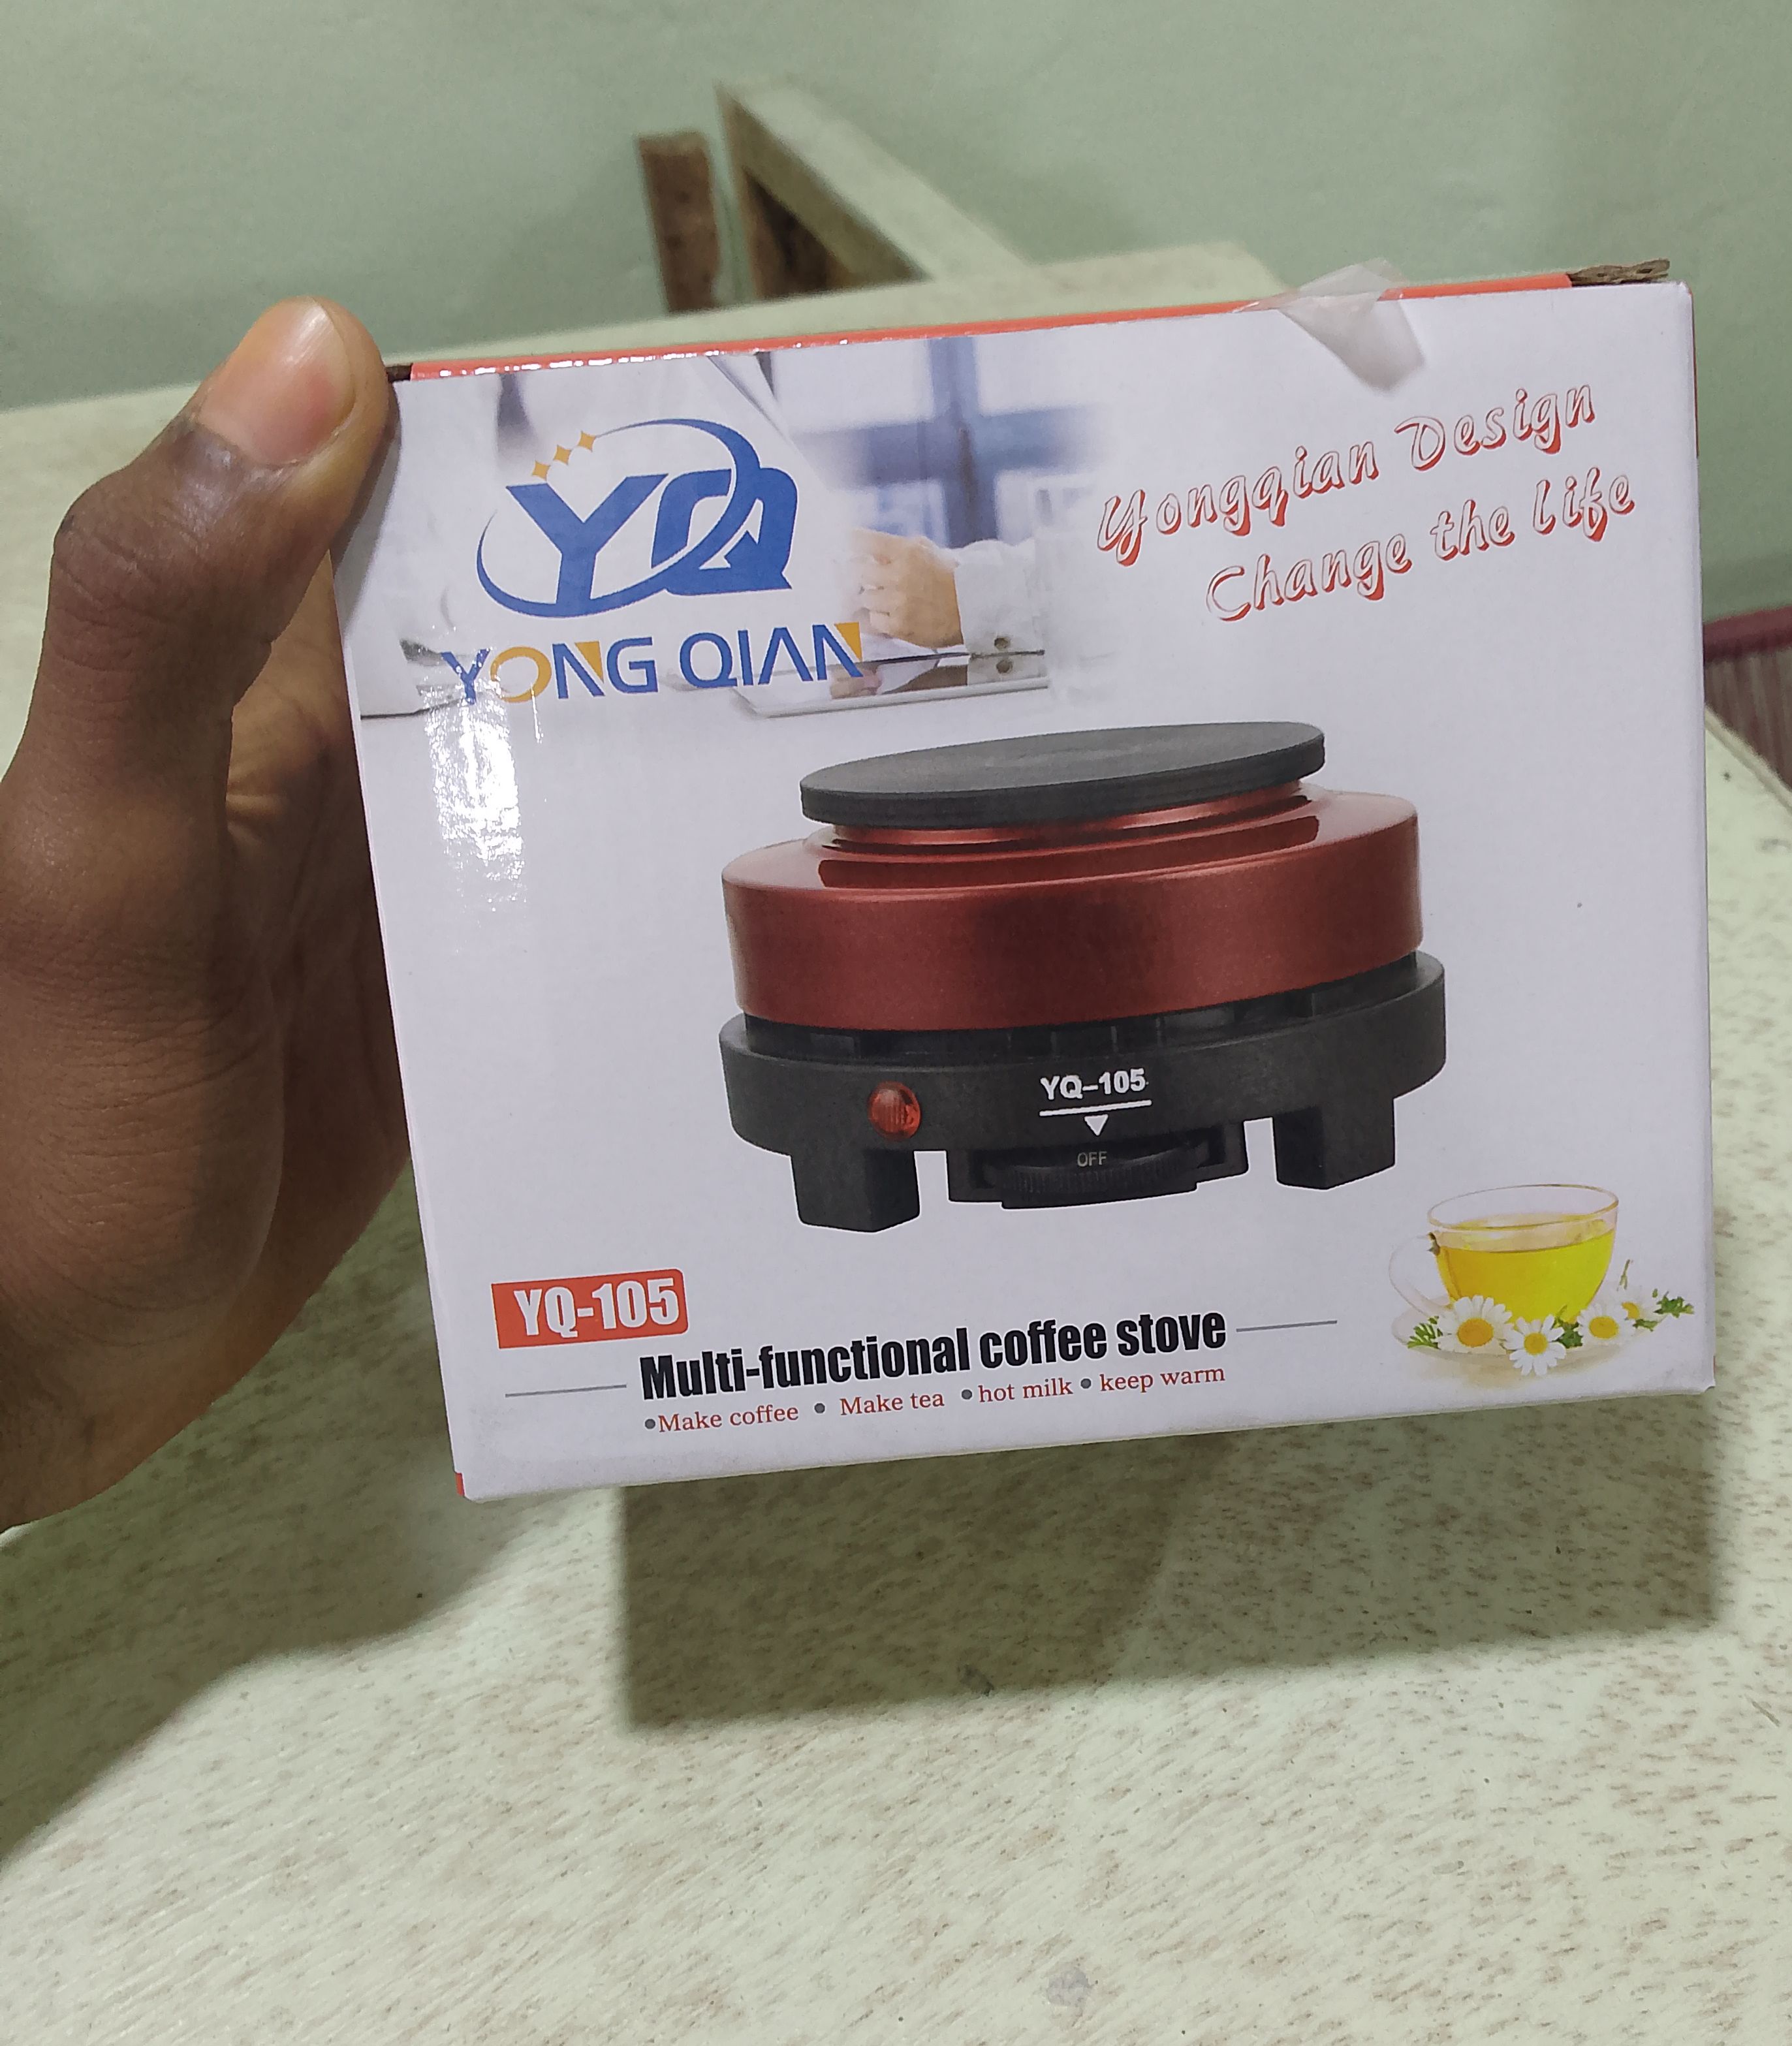 YQ
YONG QIAN
Yongqian Design
Change the life
YQ-105
OFF
YQ-105
Multi-functional coffee stove
•Make coffee • Make tea •hot milk • keep warm